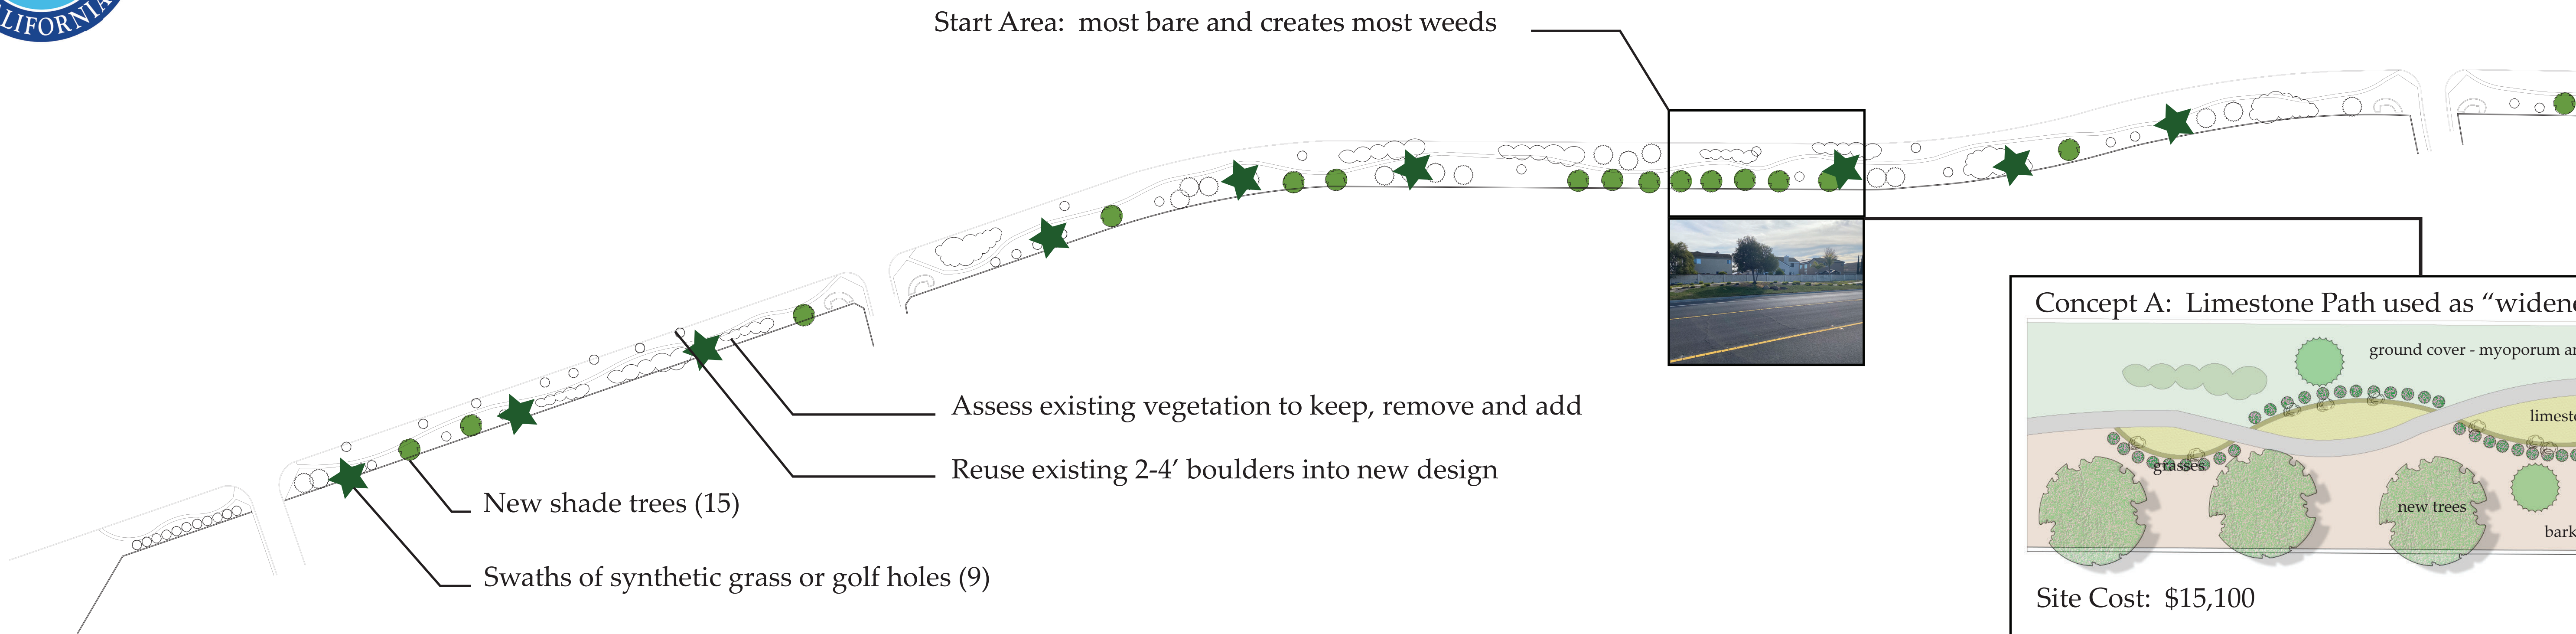 LIFORNIA
Start Area: most bare and creates most weeds
Assess existing vegetation to keep, remove and add
Reuse existing 2-4’ boulders into new design
New shade trees (15)
Swaths of synthetic grass or golf holes (9)
Concept A: Limestone Path used as “widene
ground cover - myoporum a
limest
grasses
new trees
bark
Site Cost: $15,100